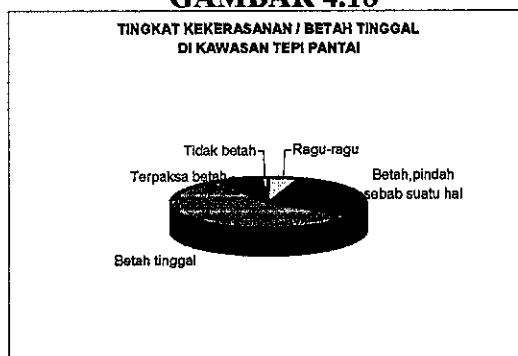 GAMBAR 4.16
TINGKAT KEKERASANAN / BETAH TINGGAL
DI KAWASAN TEPI PANTAI
Tidak betah
Ragu-ragu
Terpaksa betah
Betah,pindah
sebab suatu hal
Betah tinggal